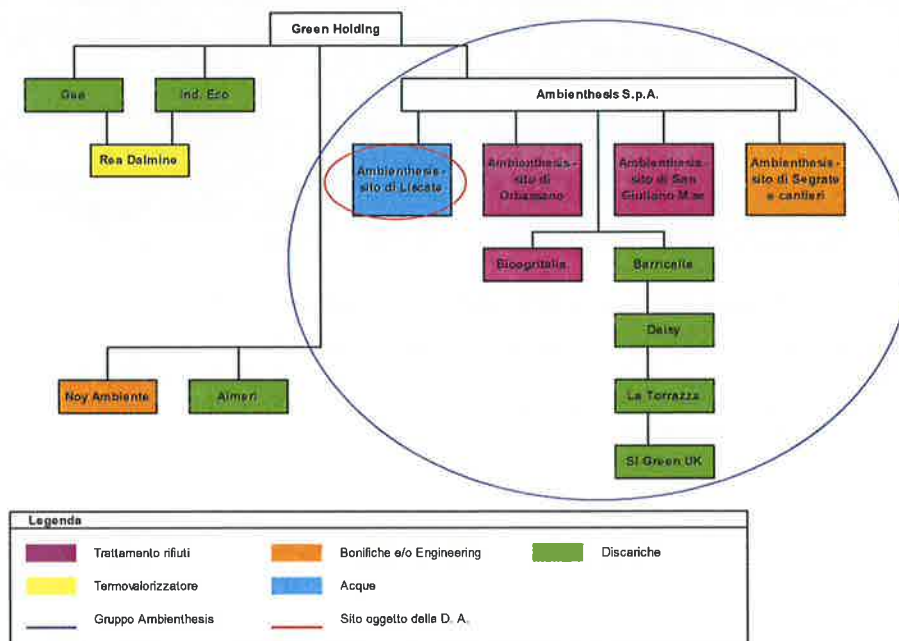 Green Holding
Gea
Ind. Eco
Ambienthesis S.p.A.
Rea Dalmine
Ambienthesis -
sito di Liscate
Ambienthesis -
sito di
Orbassano
Ambienthesis -
sito di San
Giuliano M.se
Ambienthesis -
sito di Segrate
e cantieri
Bioagritalia
Barricalla
Daisy
Noy Ambiente
Aimeri
La Torrazza
SI Green UK
Legenda
Trattamento rifiuti
Bonifiche e/o Engineering
Discariche
Termovalorizzatore
Acque
Gruppo Ambienthesis
Sito oggetto della D. A.